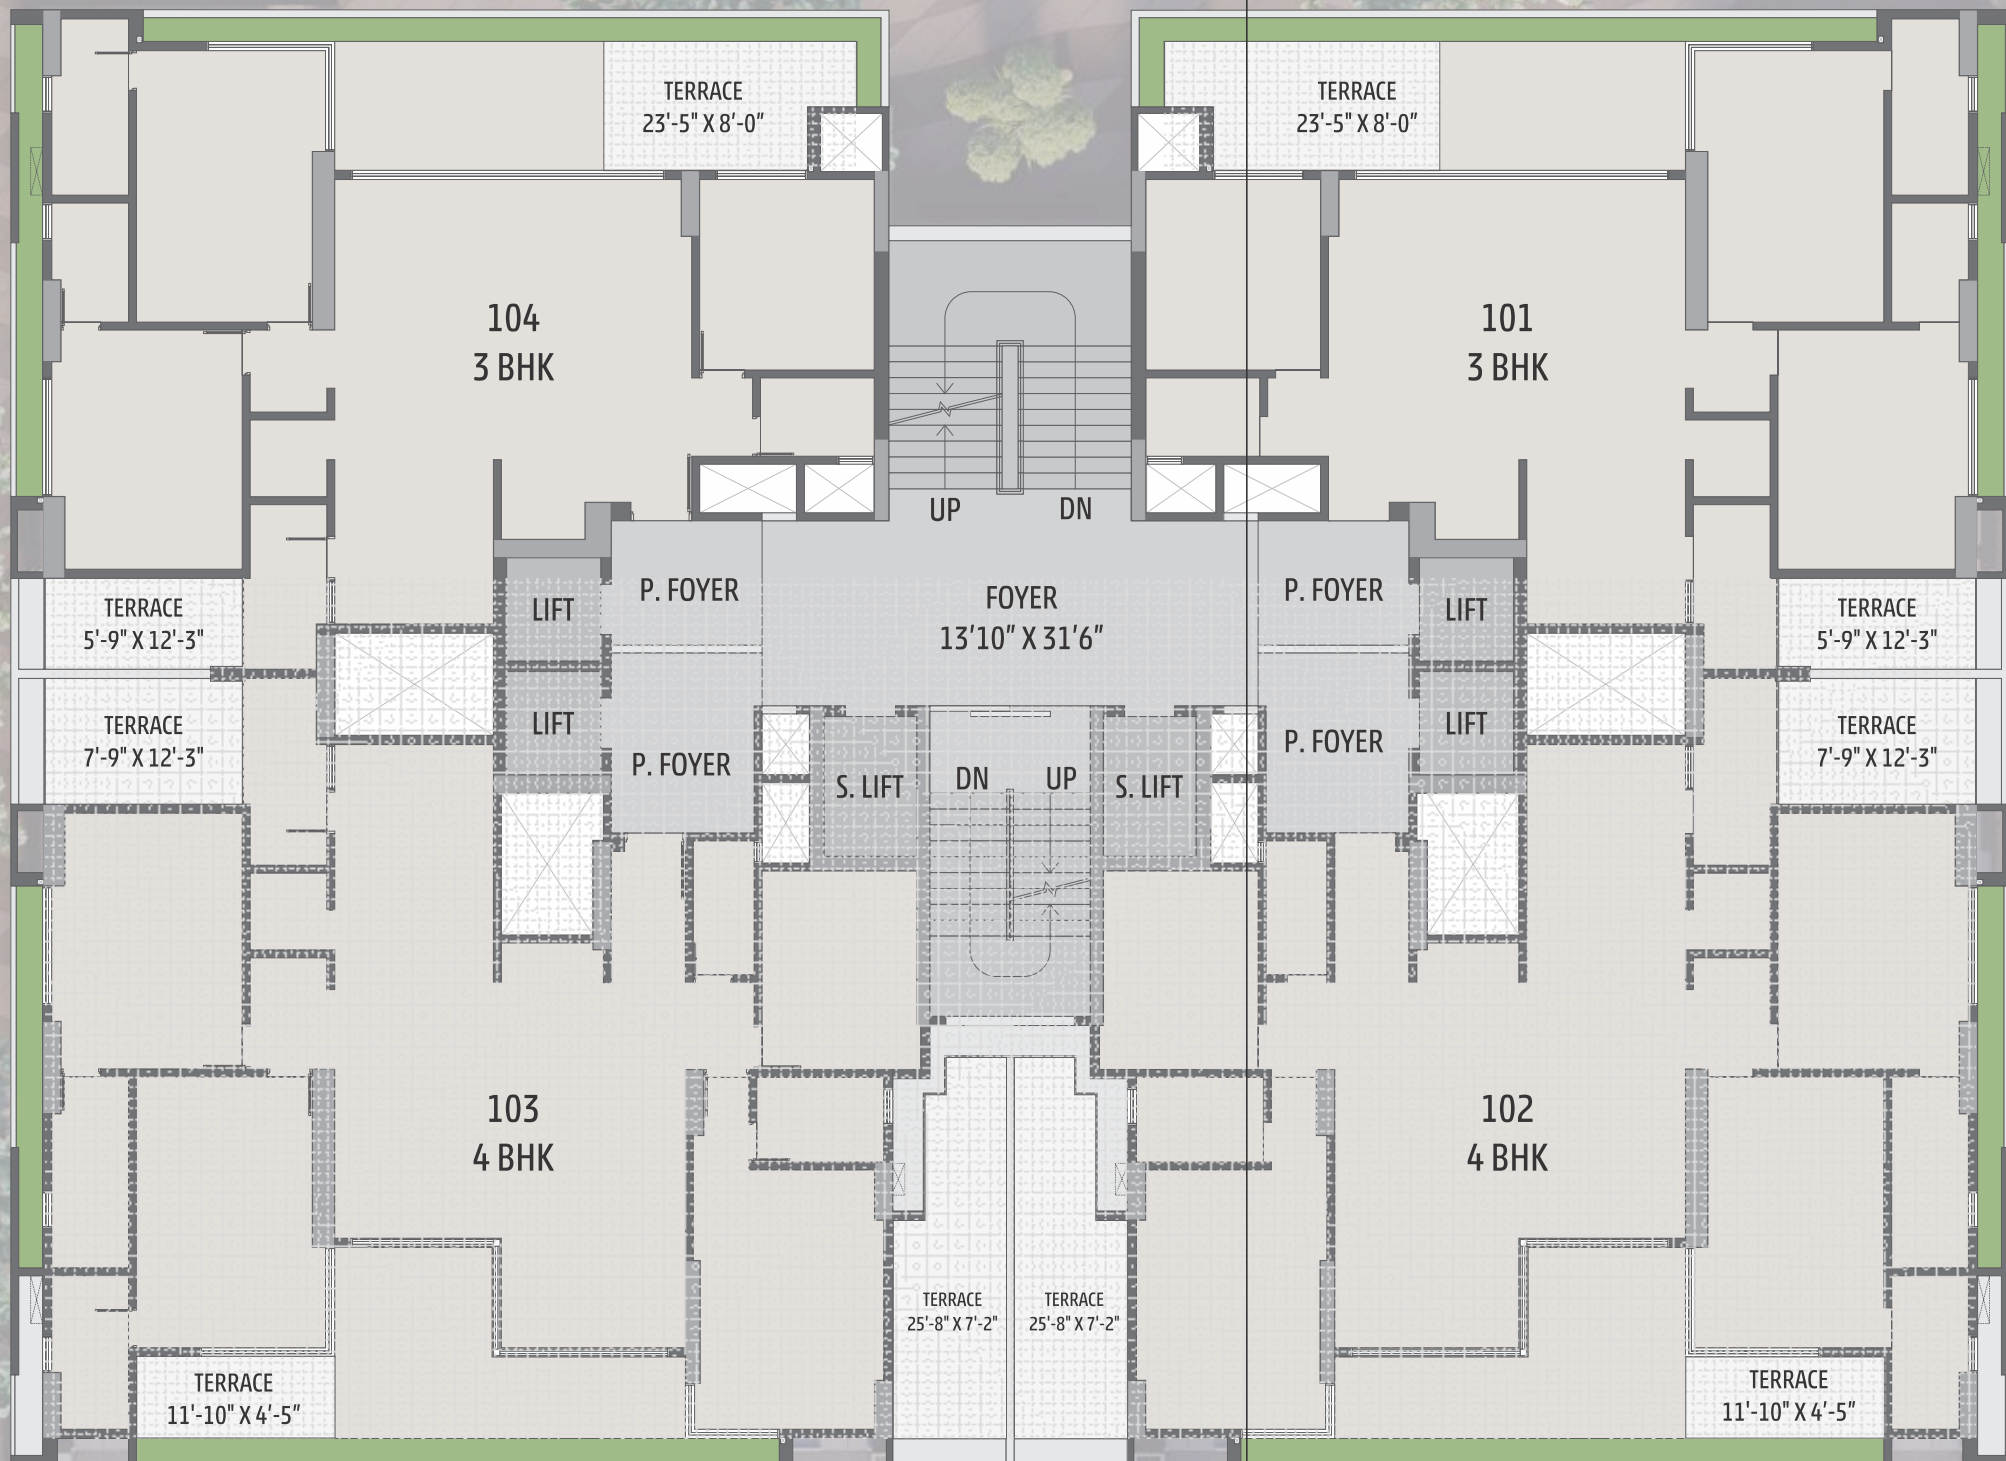 TERRACE
23'-5" X 8'-0"
TERRACE
23'-5" X 8'-0"
104
3 BHK
101
3 BHK
UP
DN
P. FOYER
LIFT
FOYER
13'10" X 31'6"
P. FOYER
LIFT
TERRACE
5'-9" X 12'-3"
TERRACE
5'-9" X 12'-3"
TERRACE
7'-9" X 12'-3"
LIFT
P. FOYER
S. LIFT
DN
UP
S. LIFT
P. FOYER
LIFT
TERRACE
7'-9" X 12'-3"
103
4 BHK
102
4 BHK
TERRACE
25'-8" X 7'-2"
TERRACE
25'-8" X 7'-2"
TERRACE
11'-10" X 4'-5"
TERRACE
11'-10" X 4'-5"